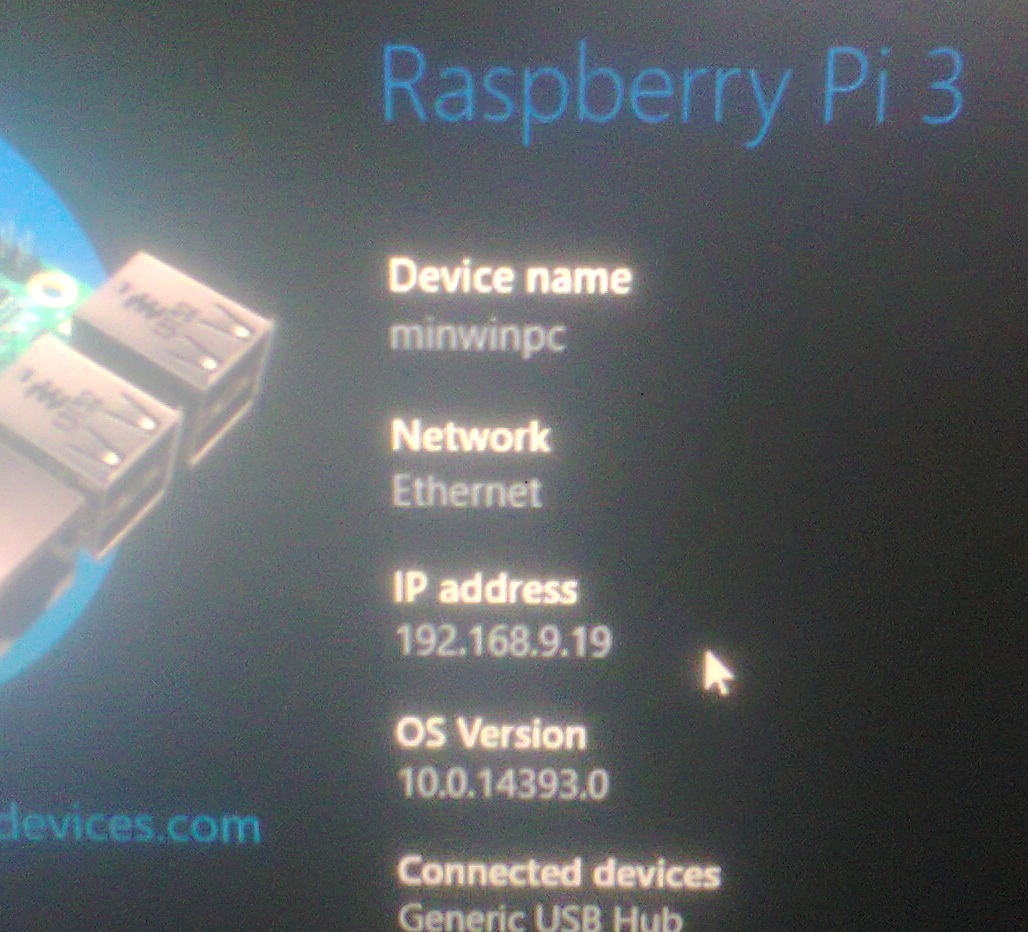 Raspberry Pi 3
Device name
minwinpc
Network
Ethernet
IP address
192.168.9.19
OS Version
10.0.14393.0
devices.com
Connected devices
Generic USB Hub